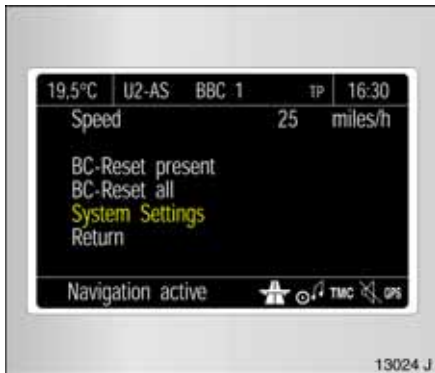 19,5°C U2-AS BBC 1 TP 16:30
Speed 25 miles/h
BC-Reset present
BC-Reset all
System Settings
Return
Navigation active TMC GPS
13024 J